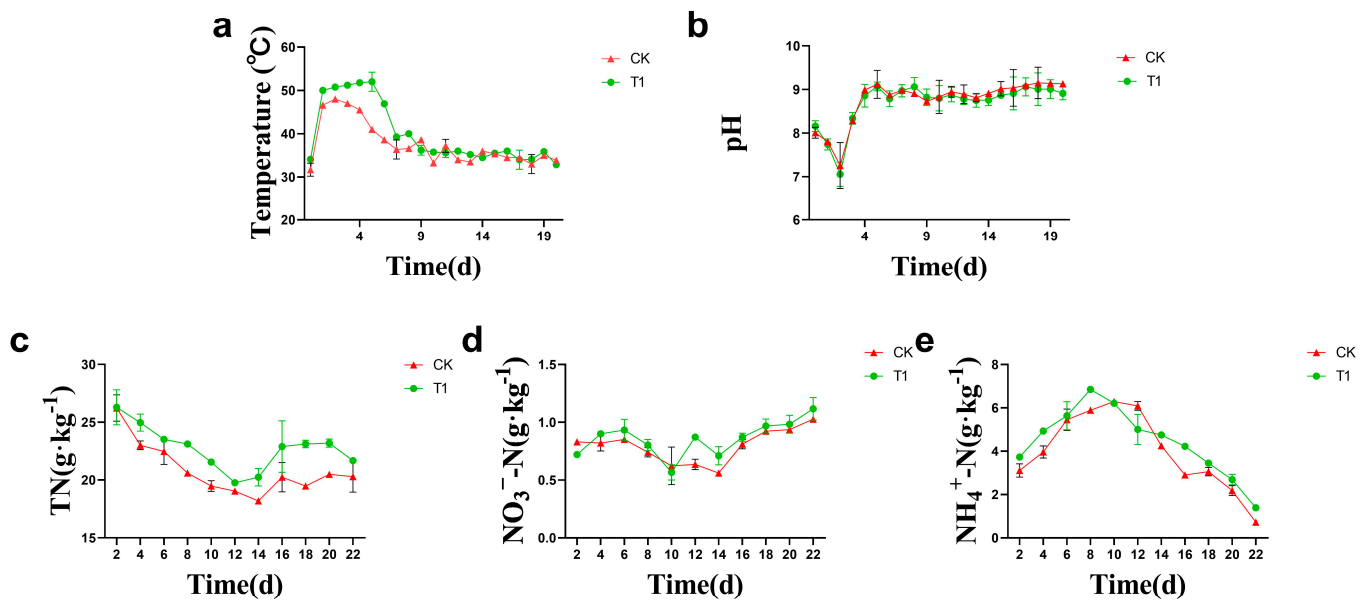 a
Temperature (℃)
60
50
40
30
20
4 9 14 19
Time(d)
CK
T1
b
pH
10
9
8
7
6
4 9 14 19
Time(d)
CK
T1
c
TN(g·kg⁻¹)
30
25
20
15
2 4 6 8 10 12 14 16 18 20 22
Time(d)
CK
T1
d
NO₃⁻-N(g·kg⁻¹)
1.5
1.0
0.5
0.0
2 4 6 8 10 12 14 16 18 20 22
Time(d)
CK
T1
e
NH₄⁺-N(g·kg⁻¹)
8
6
4
2
0
2 4 6 8 10 12 14 16 18 20 22
Time(d)
CK
T1